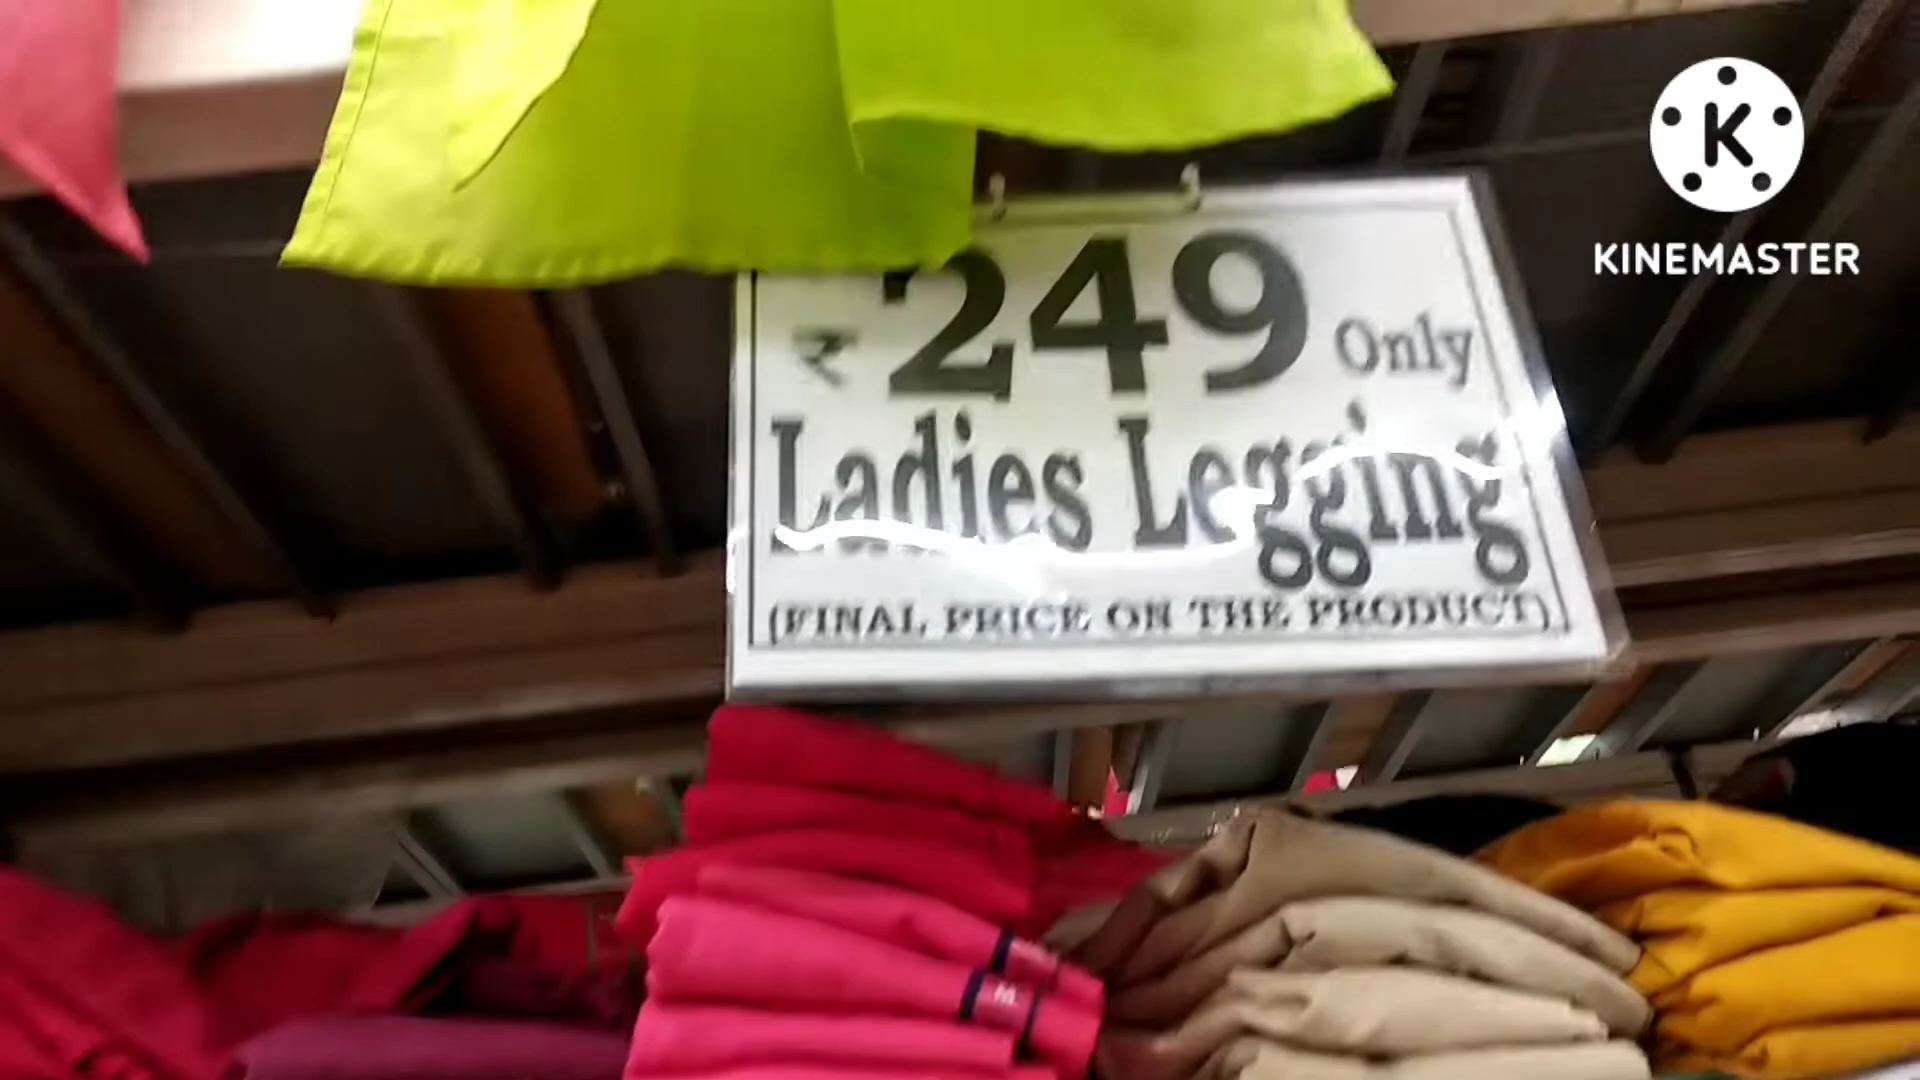 ₹ 249 Only
Ladies Legging
(FINAL PRICE ON THE PRODUCT)
K
KINEMASTER
M